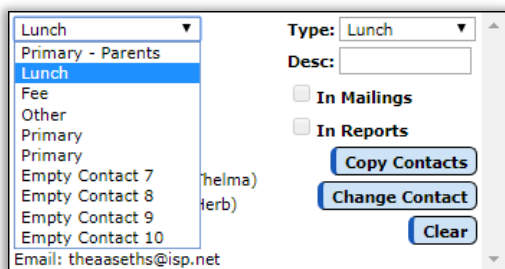 Lunch
Type: Lunch
Primary - Parents
Lunch
Fee
Other
Primary
Primary
Empty Contact 7
Empty Contact 8
Empty Contact 9
Empty Contact 10
Desc:
In Mailings
In Reports
Copy Contacts
Thelma)
Change Contact
Herb)
Clear
Email: theaaseths@isp.net